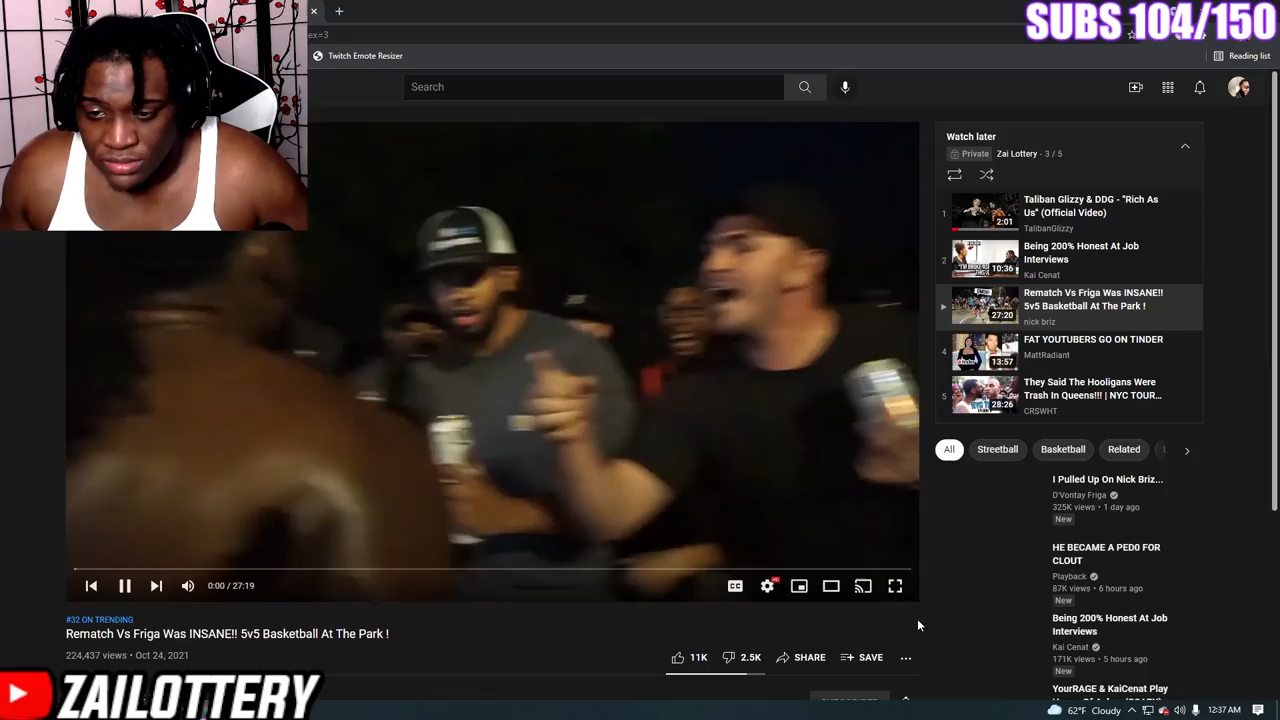 SUBS 104/150
ex=3
Twitch Emote Resizer
Reading list
Search
Watch later
Private Zai Lottery - 3 / 5
1
Taliban Glizzy & DDG - "Rich As
Us" (Official Video)
TalibanGlizzy
2:01
2
Being 200% Honest At Job
Interviews
Kai Cenat
10:36
Rematch Vs Friga Was INSANE!!
5v5 Basketball At The Park !
nick briz
27:20
4
FAT YOUTUBERS GO ON TINDER
MattRadiant
13:57
5
They Said The Hooligans Were
Trash In Queens!!! | NYC TOUR...
CRSWHT
28:26
All Streetball Basketball Related
I Pulled Up On Nick Briz...
D'Vontay Friga
325K views • 1 day ago
New
HE BECAME A PED0 FOR
CLOUT
Playback
87K views • 6 hours ago
New
Being 200% Honest At Job
Interviews
Kai Cenat
171K views • 5 hours ago
New
YourRAGE & KaiCenat Play
0:00 / 27:19
CC
HD
#32 ON TRENDING
Rematch Vs Friga Was INSANE!! 5v5 Basketball At The Park !
224,437 views • Oct 24, 2021
11K 2.5K SHARE SAVE
ZAILOTTERY
62°F Cloudy
12:37 AM